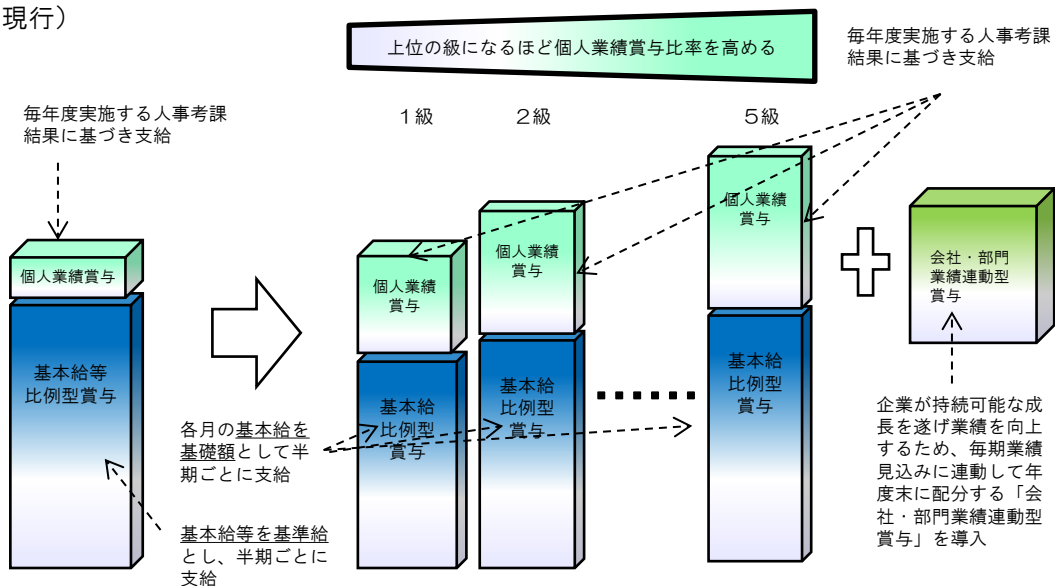 現行）
上位の級になるほど個人業績賞与比率を高める
毎年度実施する人事考課
結果に基づき支給
毎年度実施する人事考課
結果に基づき支給
１級
２級
５級
個人業績賞与
基本給等
比例型賞与
個人業績
賞与
基本給
比例型
賞与
個人業績
賞与
基本給
比例型
賞与
個人業績
賞与
基本給
比例型
賞与
会社・部門
業績連動型
賞与
各月の基本給を
基礎額として半
期ごとに支給
基本給等を基準給
とし、半期ごとに
支給
企業が持続可能な成
長を遂げ業績を向上
するため、毎期業績
見込みに連動して年
度末に配分する「会
社・部門業績連動型
賞与」を導入